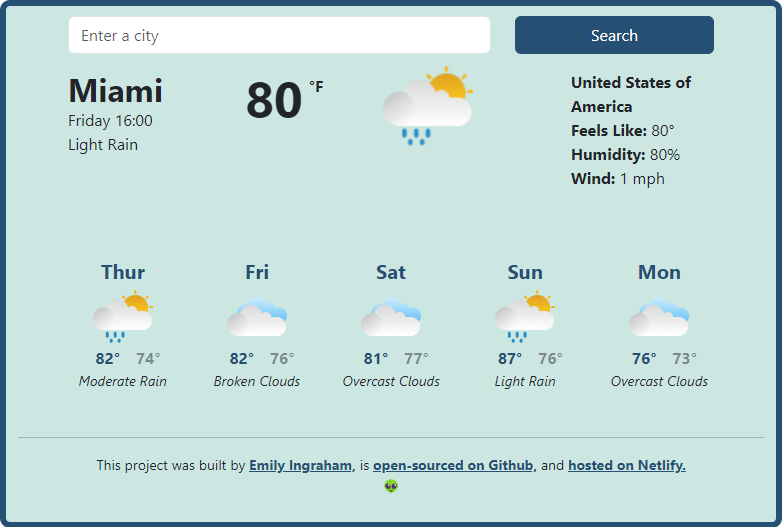 Enter a city
Search
Miami
Friday 16:00
Light Rain
80 °F
United States of
America
Feels Like: 80°
Humidity: 80%
Wind: 1 mph
Thur
82° 74°
Moderate Rain
Fri
82° 76°
Broken Clouds
Sat
81° 77°
Overcast Clouds
Sun
87° 76°
Light Rain
Mon
76° 73°
Overcast Clouds
This project was built by Emily Ingraham, is open-sourced on Github, and hosted on Netlify.
👽